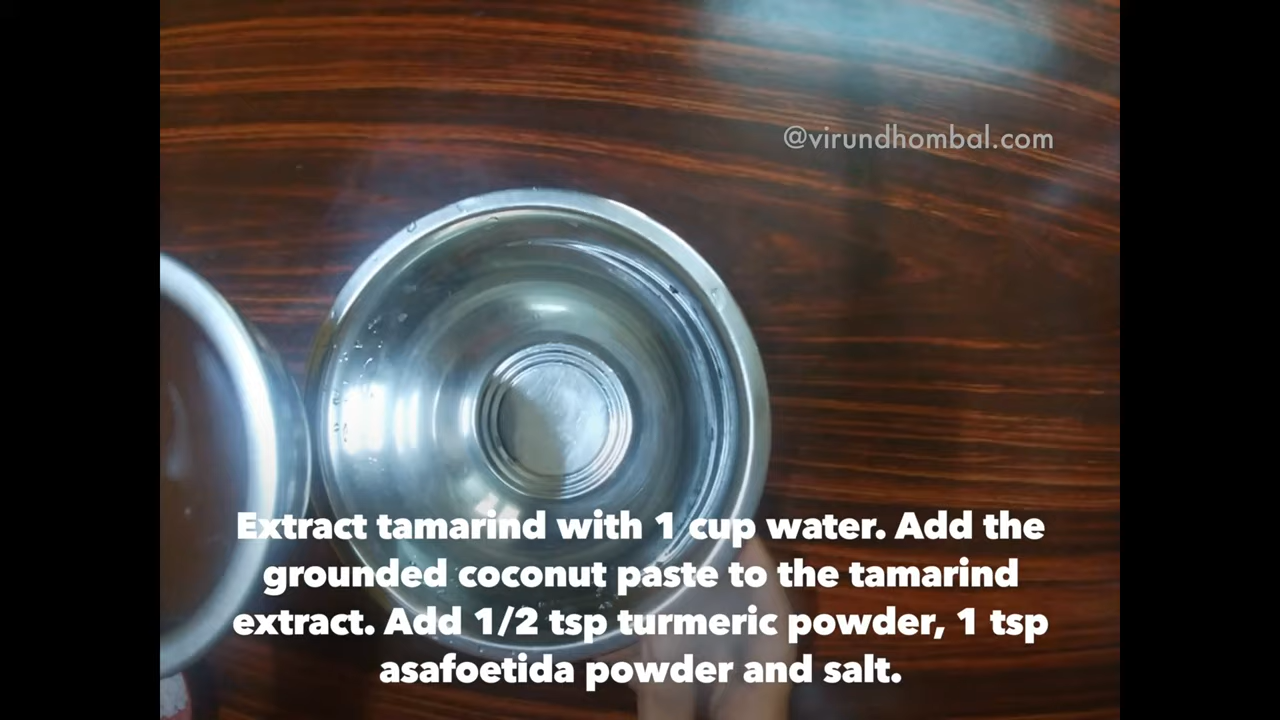 @virundhombal.com
Extract tamarind with 1 cup water. Add the
grounded coconut paste to the tamarind
extract. Add 1/2 tsp turmeric powder, 1 tsp
asafoetida powder and salt.